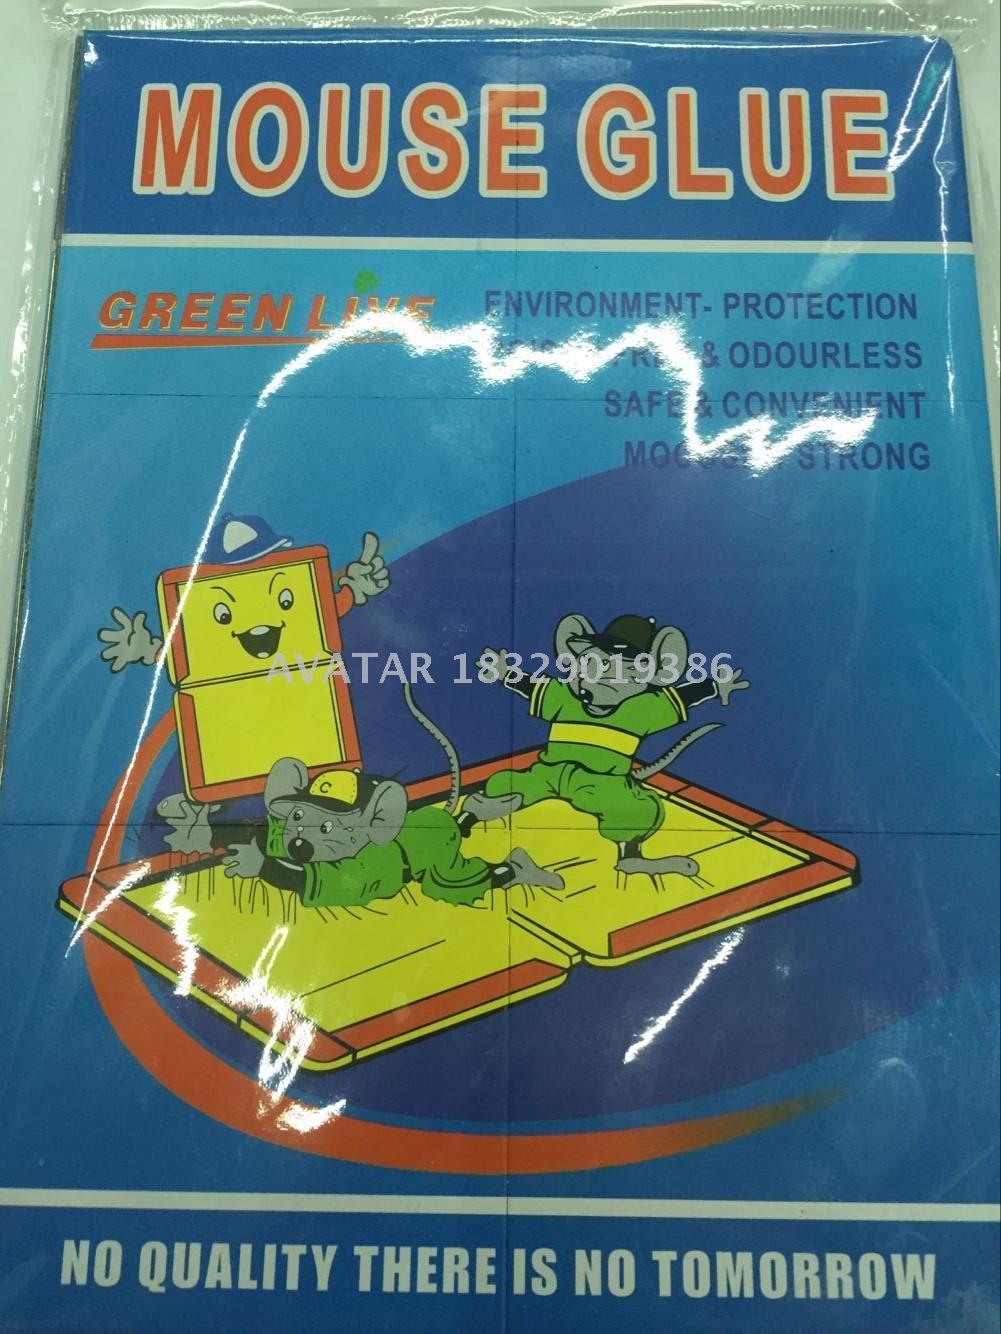 MOUSE GLUE
GREEN LIVE
ENVIRONMENT- PROTECTION
& ODOURLESS
SAFE & CONVENIENT
STRONG
AVATAR 18329019386
C
NO QUALITY THERE IS NO TOMORROW